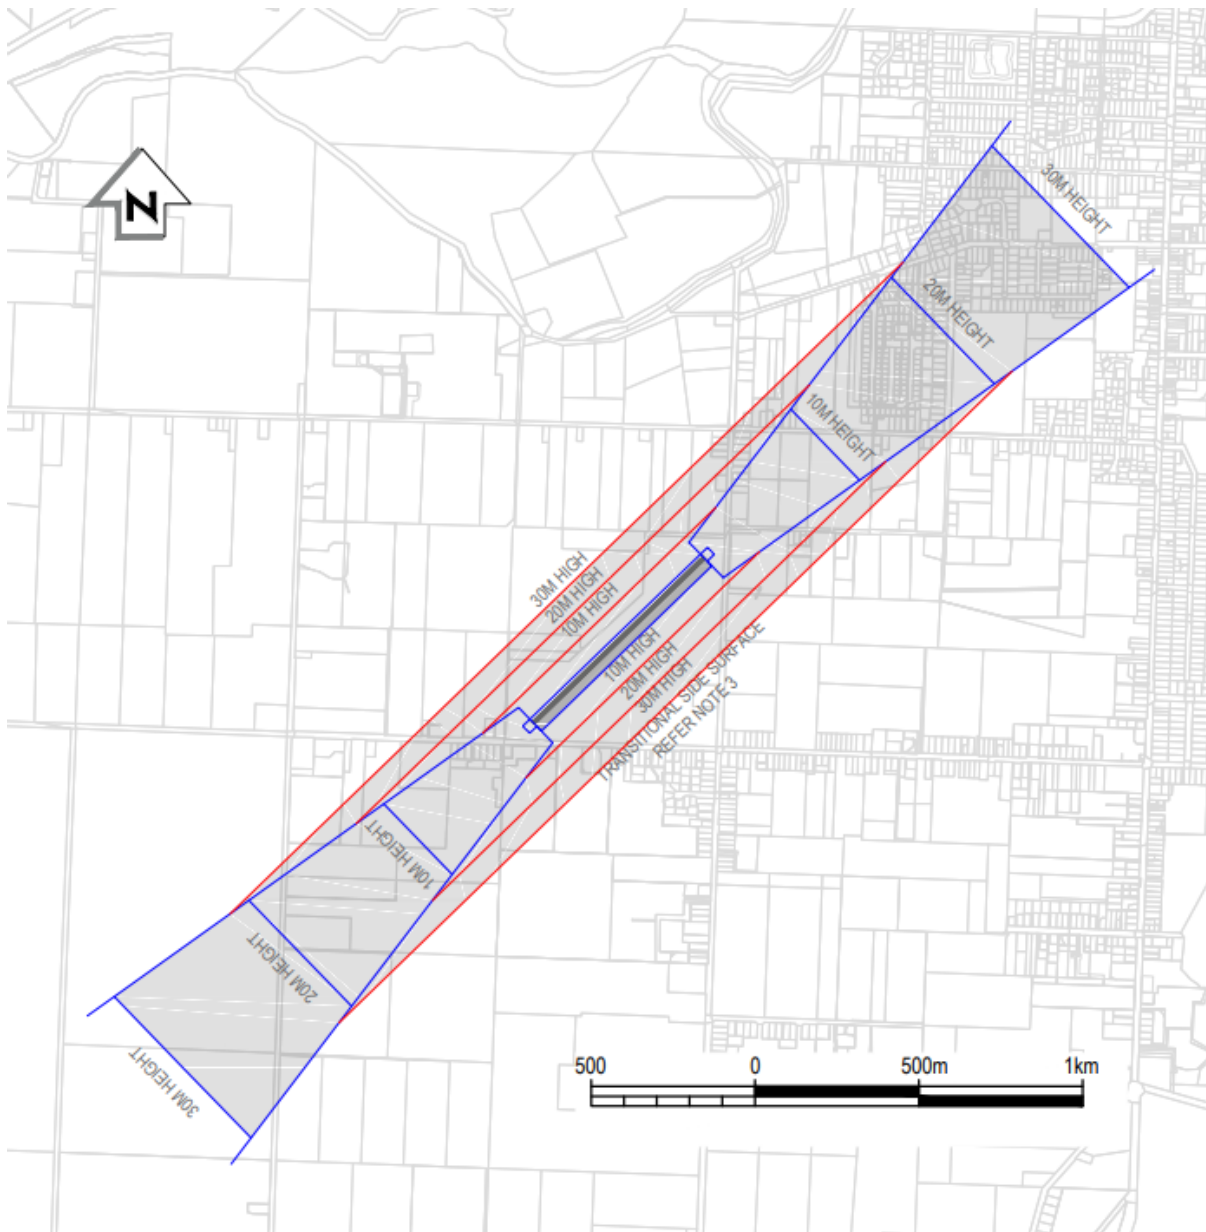 30M HEIGHT
N
20M HEIGHT
10M HEIGHT
30M HIGH
20M HIGH
10M HIGH
10M HIGH
20M HIGH
30M HIGH
TRANSITIONAL SIDE SURFACE
REFER NOTE 3
10M HEIGHT
20M HEIGHT
30M HEIGHT
500 0 500m 1km